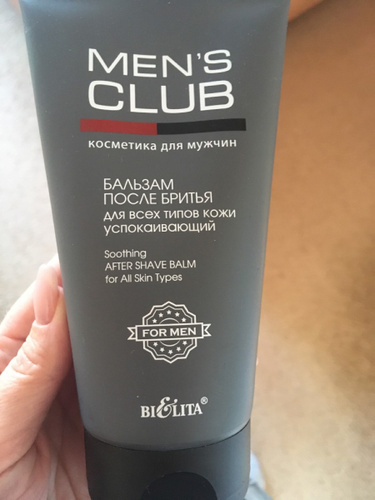 MEN'S
CLUB
косметика для мужчин
БАЛЬЗАМ
ПОСЛЕ БРИТЬЯ
для всех типов кожи
успокаивающий
Soothing
AFTER SHAVE BALM
for All Skin Types
FOR MEN
BIELITA®